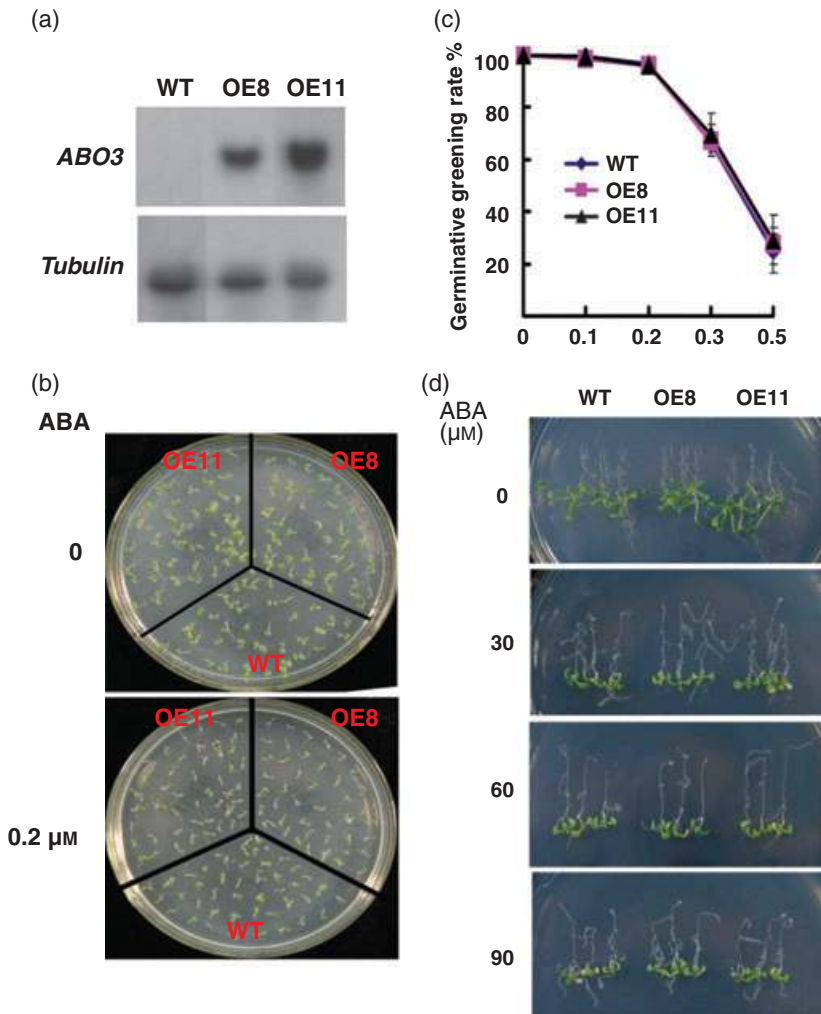 (a)
WT OE8 OE11
ABO3
Tubulin
(b)
ABA
OE11 OE8
0
WT
OE11 OE8
0.2 µM
WT
(c)
Germinative greening rate %
100
80
60
40
20
WT
OE8
OE11
0 0.1 0.2 0.3 0.5
(d)
WT OE8 OE11
ABA
(µM)
0
30
60
90